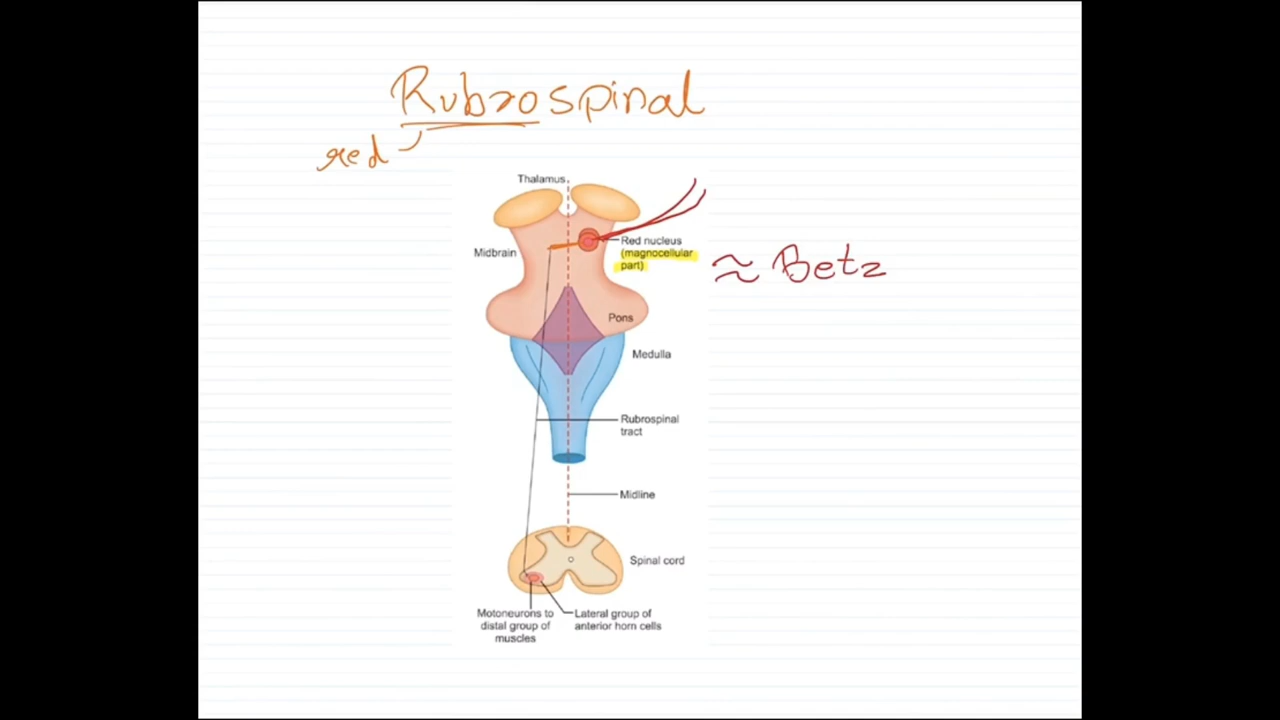 Rubrospinal
red
Thalamus
Midbrain
Red nucleus
(magnocellular
part)
≈ Betz
Pons
Medulla
Rubrospinal
tract
Midline
Spinal cord
Motoneurons to
distal group of
muscles
Lateral group of
anterior horn cells